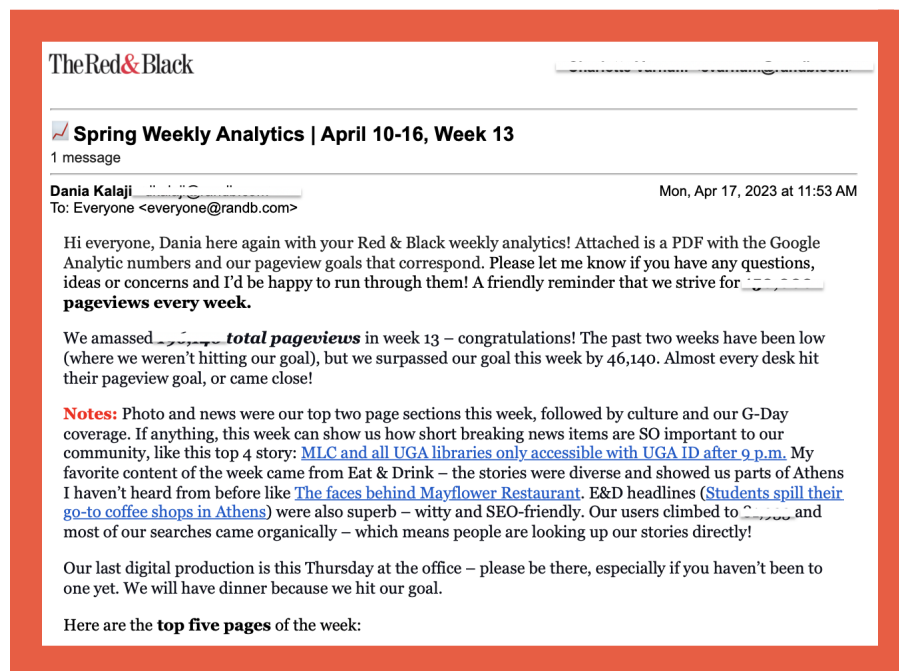 The Red & Black
Spring Weekly Analytics | April 10-16, Week 13
1 message
Dania Kalaji
Mon, Apr 17, 2023 at 11:53 AM
To: Everyone <everyone@randb.com>
Hi everyone, Dania here again with your Red & Black weekly analytics! Attached is a PDF with the Google
Analytic numbers and our pageview goals that correspond. Please let me know if you have any questions,
ideas or concerns and I'd be happy to run through them! A friendly reminder that we strive for
pageviews every week.
We amassed total pageviews in week 13 – congratulations! The past two weeks have been low
(where we weren't hitting our goal), but we surpassed our goal this week by 46,140. Almost every desk hit
their pageview goal, or came close!
Notes: Photo and news were our top two page sections this week, followed by culture and our G-Day
coverage. If anything, this week can show us how short breaking news items are SO important to our
community, like this top 4 story: MLC and all UGA libraries only accessible with UGA ID after 9 p.m. My
favorite content of the week came from Eat & Drink – the stories were diverse and showed us parts of Athens
I haven't heard from before like The faces behind Mayflower Restaurant. E&D headlines (Students spill their
go-to coffee shops in Athens) were also superb – witty and SEO-friendly. Our users climbed to and
most of our searches came organically – which means people are looking up our stories directly!
Our last digital production is this Thursday at the office – please be there, especially if you haven't been to
one yet. We will have dinner because we hit our goal.
Here are the top five pages of the week: